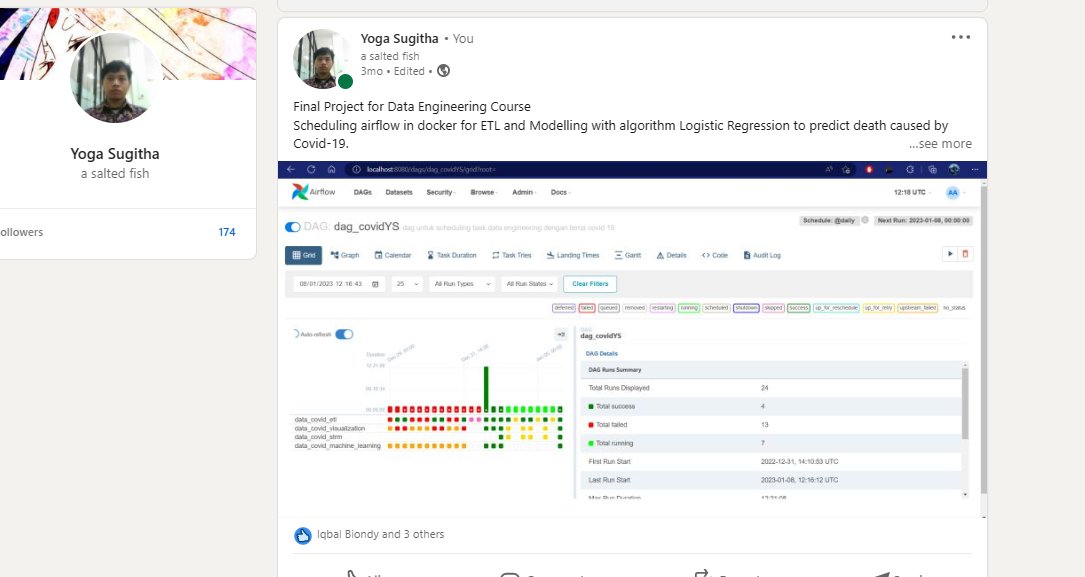 Yoga Sugitha
a salted fish
ollowers 174
Yoga Sugitha • You
a salted fish
3mo • Edited •
Final Project for Data Engineering Course
Scheduling airflow in docker for ETL and Modelling with algorithm Logistic Regression to predict death caused by
Covid-19. ...see more
localhost:8080/dags/dag_covidYS/grid?root=
Airflow DAGs Datasets Security Browse Admin Docs 12:18 UTC AA
DAG: dag_covidYS dag untuk scheduling task data engineering dengan tema covid 19
Schedule: @daily Next Run: 2023-01-08, 00:00:00
Grid Graph Calendar Task Duration Task Tries Landing Times Gantt Details <> Code Audit Log
08/01/2023 12:16:43 25 All Run Types All Run States Clear Filters
deferred failed queued removed restarting running scheduled shutdown skipped success up_for_reschedule up_for_retry upstream_failed no_status
Auto-refresh
Duration
12:21:08
00:00:00
data_covid_etl
data_covid_visualization
data_covid_machine_learning
DAG
dag_covidYS
DAG Details
DAG Runs Summary
Total Runs Displayed 24
Total success 4
Total failed 13
Total running 7
First Run Start 2022-12-31, 14:10:53 UTC
Last Run Start 2023-01-08, 12:16:12 UTC
Max Run Duration 12:21:08
Iqbal Biondy and 3 others